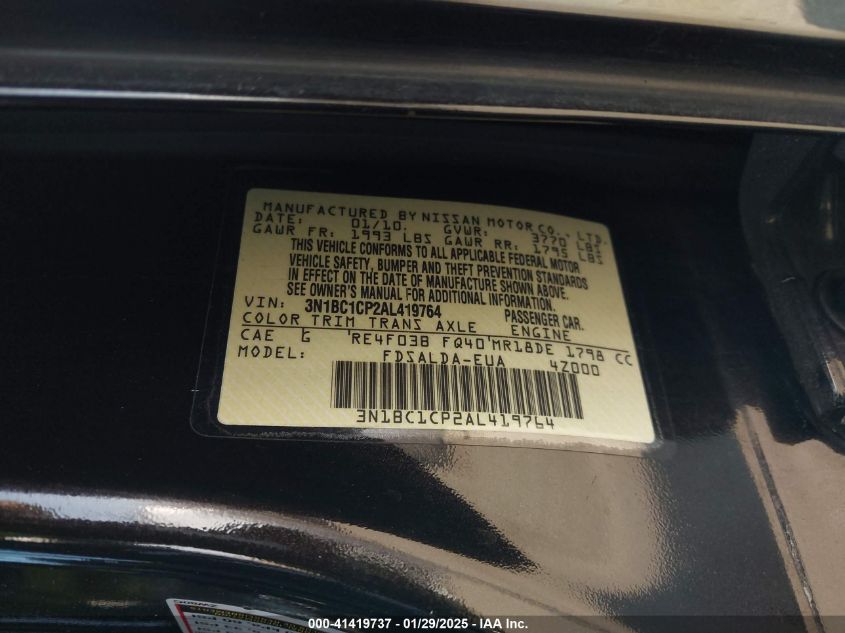 MANUFACTURED BY NISSAN MOTOR CO., LTD.
DATE: 01/10. GVWR: 3770 LBS
GAWR FR: 1993 LBS GAWR RR: 1795 LBS
THIS VEHICLE CONFORMS TO ALL APPLICABLE FEDERAL MOTOR
VEHICLE SAFETY, BUMPER AND THEFT PREVENTION STANDARDS
IN EFFECT ON THE DATE OF MANUFACTURE SHOWN ABOVE.
SEE OWNER'S MANUAL FOR ADDITIONAL INFORMATION.
VIN: 3N1BC1CP2AL419764 PASSENGER CAR.
COLOR TRIM TRANS AXLE ENGINE
CAE G RE4F03B FQ40 MR18DE 1798 CC
MODEL: FDSALDA-EUA 4Z000
3N1BC1CP2AL419764
000-41419737 - 01/29/2025 - IAA Inc.